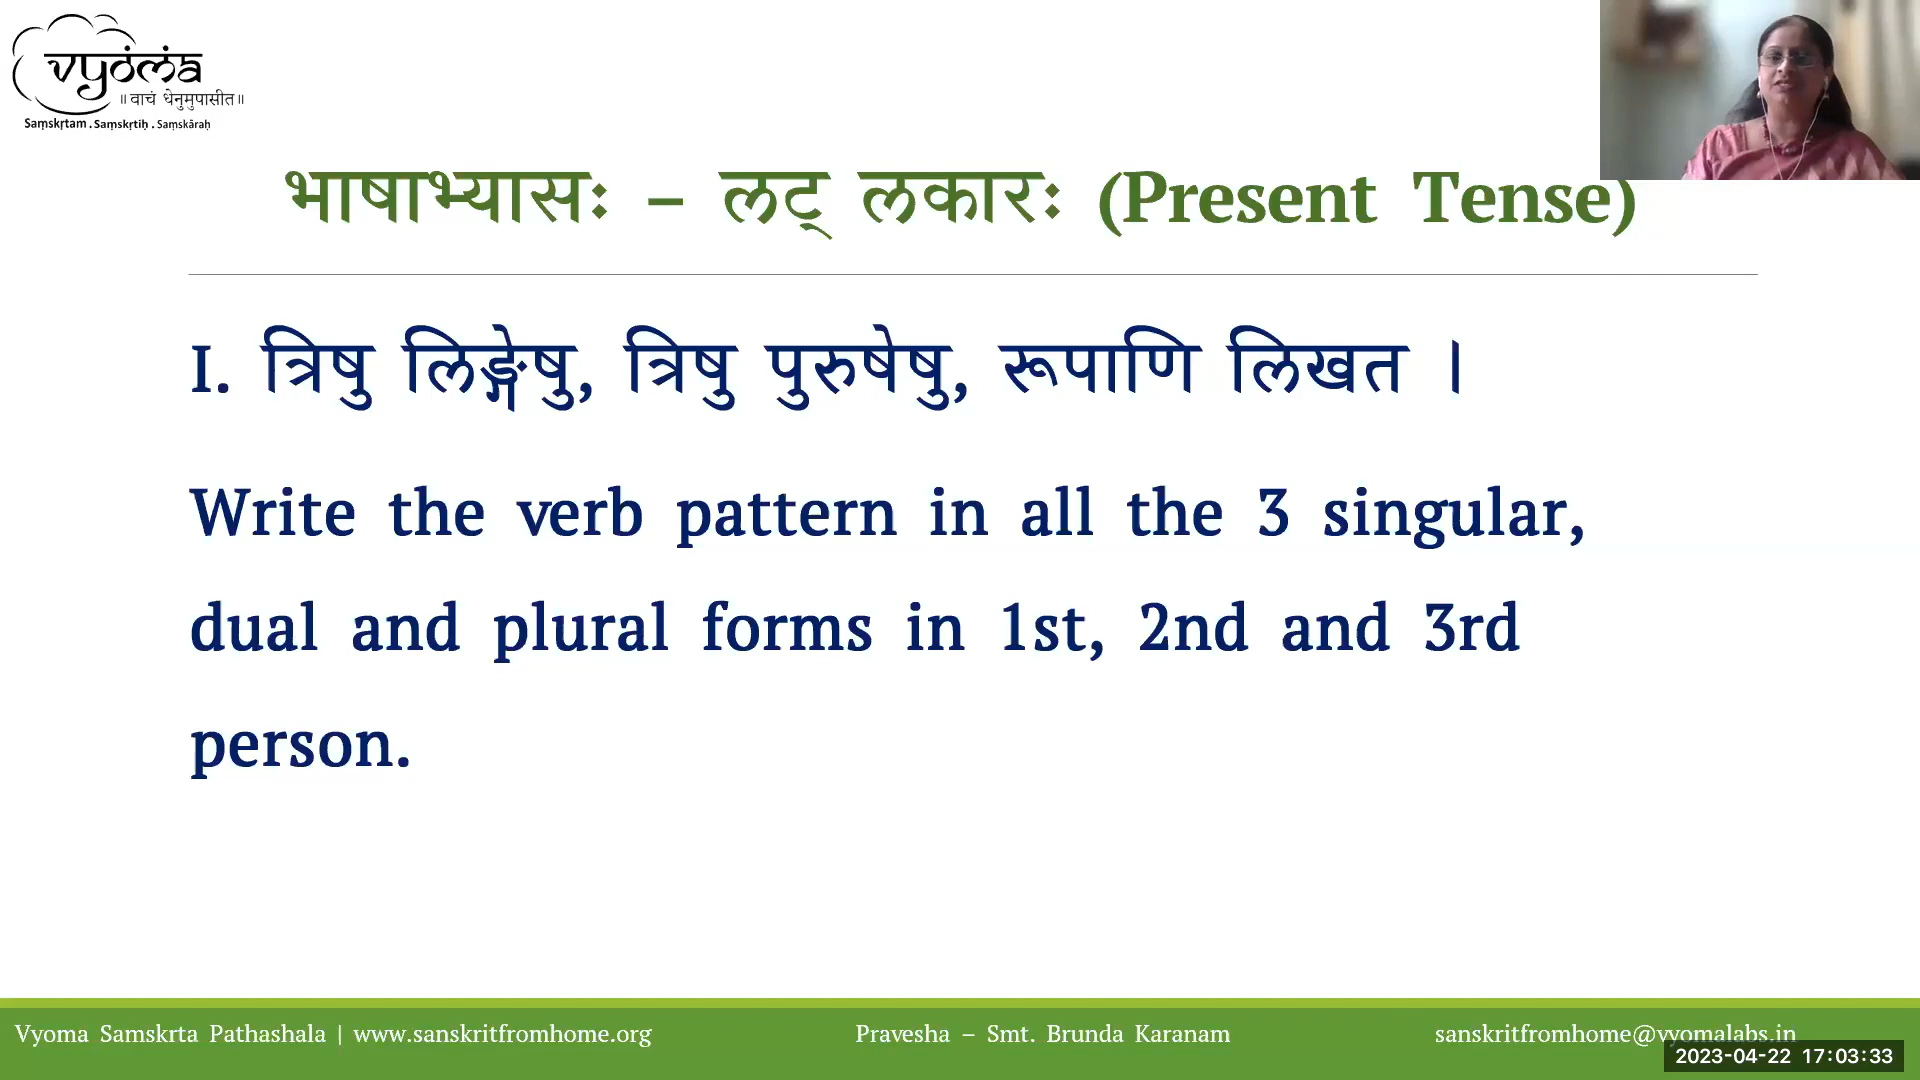 vyoma
॥वाचं धेनुमुपासीत॥
Saṃskṛtam . Saṃskṛtiḥ . Saṃskāraḥ
भाषाभ्यासः – लट् लकारः (Present Tense)
I. त्रिषु लिङ्गेषु, त्रिषु पुरुषेषु, रूपाणि लिखत ।
Write the verb pattern in all the 3 singular,
dual and plural forms in 1st, 2nd and 3rd
person.
Vyoma Samskrta Pathashala | www.sanskritfromhome.org Pravesha – Smt. Brunda Karanam sanskritfromhome@vyomalabs.in
2023-04-22 17:03:33